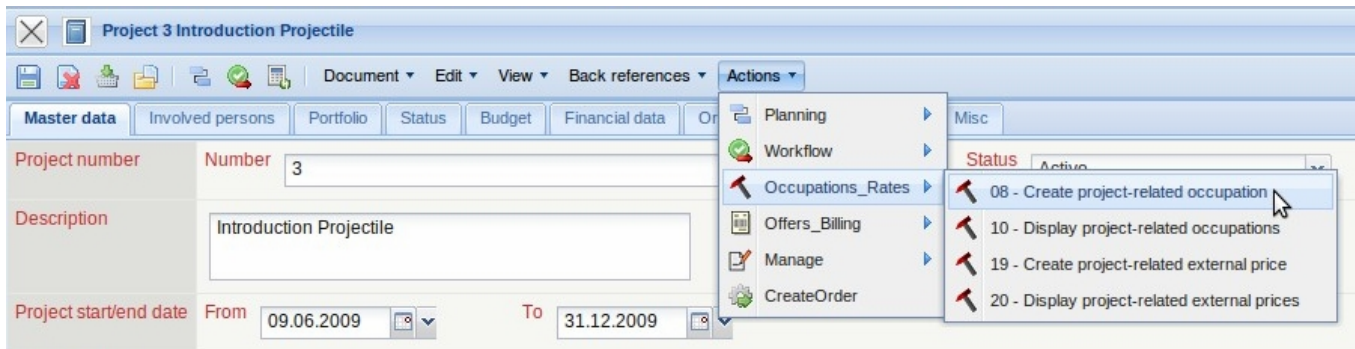 Project 3 Introduction Projectile
Document Edit View Back references Actions
Master data Involved persons Portfolio Status Budget Financial data Or Misc
Planning
Project number Number 3 Status Active
Workflow
Occupations_Rates 08 - Create project-related occupation
Description Introduction Projectile
Offers_Billing 10 - Display project-related occupations
Manage 19 - Create project-related external price
CreateOrder 20 - Display project-related external prices
Project start/end date From 09.06.2009 To 31.12.2009